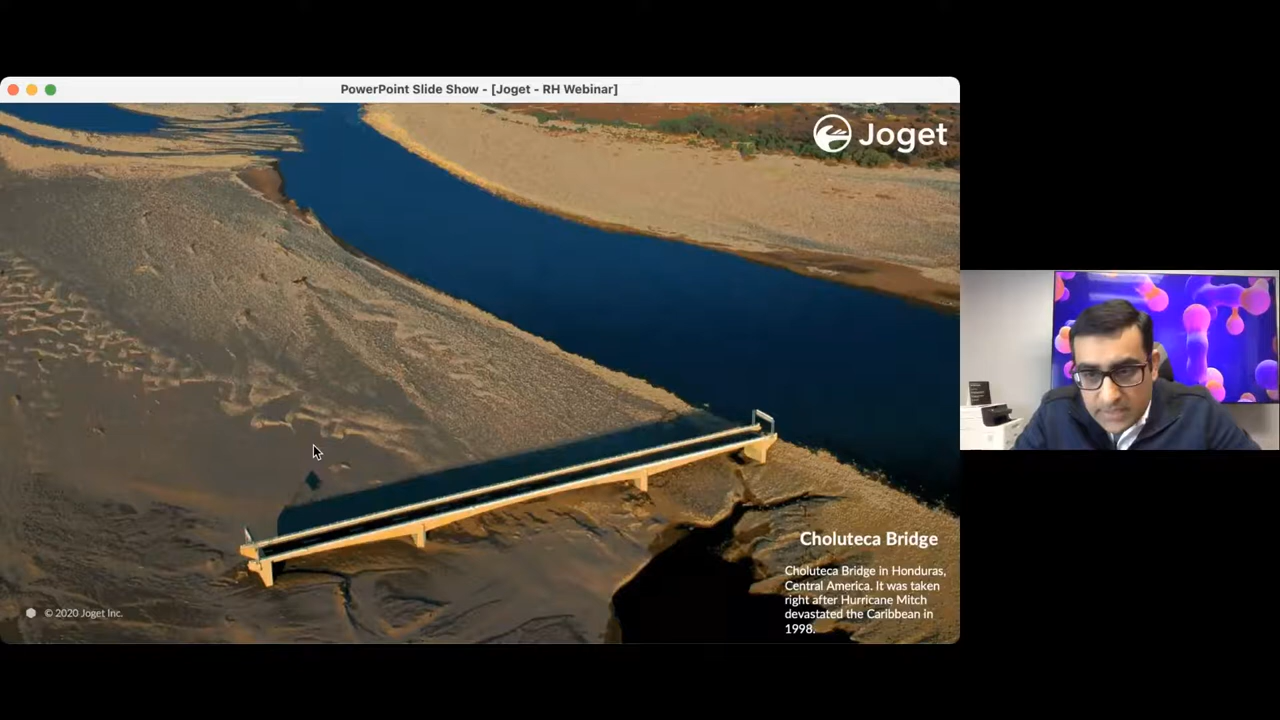 PowerPoint Slide Show - [Joget - RH Webinar]
Joget
Choluteca Bridge
Choluteca Bridge in Honduras,
Central America. It was taken
right after Hurricane Mitch
devastated the Caribbean in
1998.
© 2020 Joget Inc.